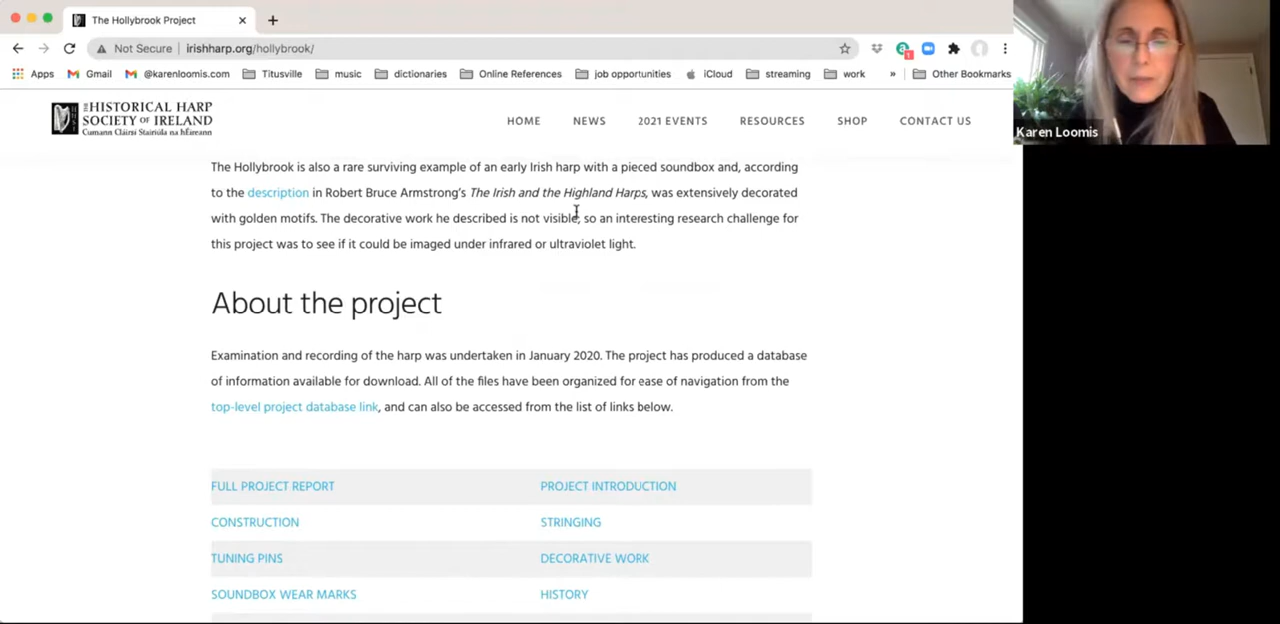 The Hollybrook Project
Not Secure | irishharp.org/hollybrook/
Apps Gmail @karenloomis.com Titusville music dictionaries Online References job opportunities iCloud streaming work » Other Bookmarks
1
Karen Loomis
THE HISTORICAL HARP
SOCIETY OF IRELAND
Cumann Cláirsí Stairiúla na hÉireann
HOME NEWS 2021 EVENTS RESOURCES SHOP CONTACT US
The Hollybrook is also a rare surviving example of an early Irish harp with a pieced soundbox and, according
to the description in Robert Bruce Armstrong's The Irish and the Highland Harps, was extensively decorated
with golden motifs. The decorative work he described is not visible, so an interesting research challenge for
this project was to see if it could be imaged under infrared or ultraviolet light.
About the project
Examination and recording of the harp was undertaken in January 2020. The project has produced a database
of information available for download. All of the files have been organized for ease of navigation from the
top-level project database link, and can also be accessed from the list of links below.
FULL PROJECT REPORT PROJECT INTRODUCTION
CONSTRUCTION STRINGING
TUNING PINS DECORATIVE WORK
SOUNDBOX WEAR MARKS HISTORY